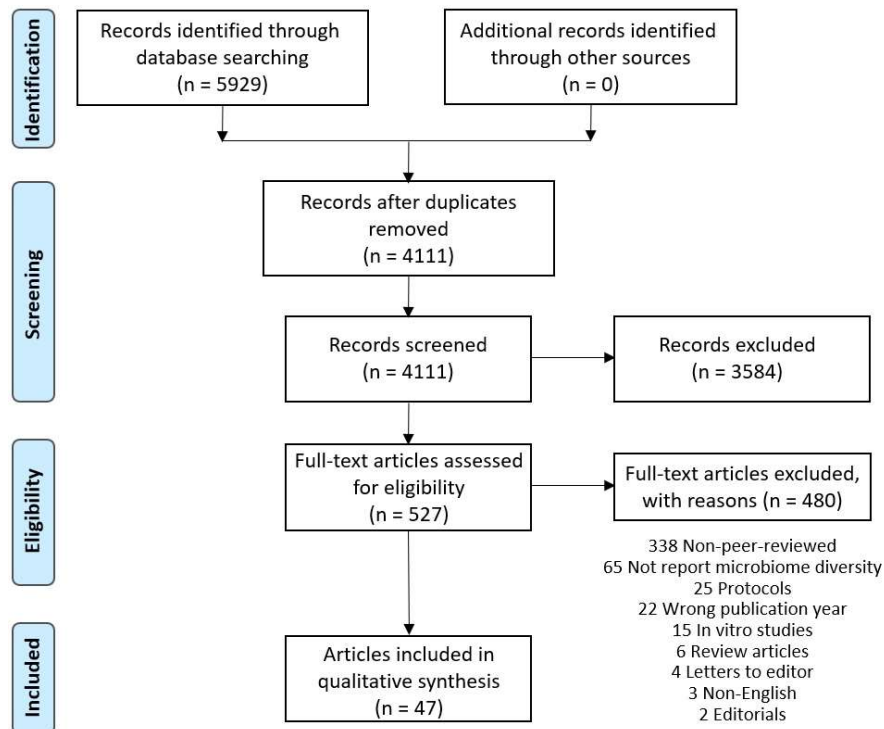 Identification
Records identified through
database searching
(n = 5929)
Additional records identified
through other sources
(n = 0)
Screening
Records after duplicates
removed
(n = 4111)
Records screened
(n = 4111)
Records excluded
(n = 3584)
Eligibility
Full-text articles assessed
for eligibility
(n = 527)
Full-text articles excluded,
with reasons (n = 480)
338 Non-peer-reviewed
65 Not report microbiome diversity
25 Protocols
22 Wrong publication year
15 In vitro studies
6 Review articles
4 Letters to editor
3 Non-English
2 Editorials
Included
Articles included in
qualitative synthesis
(n = 47)